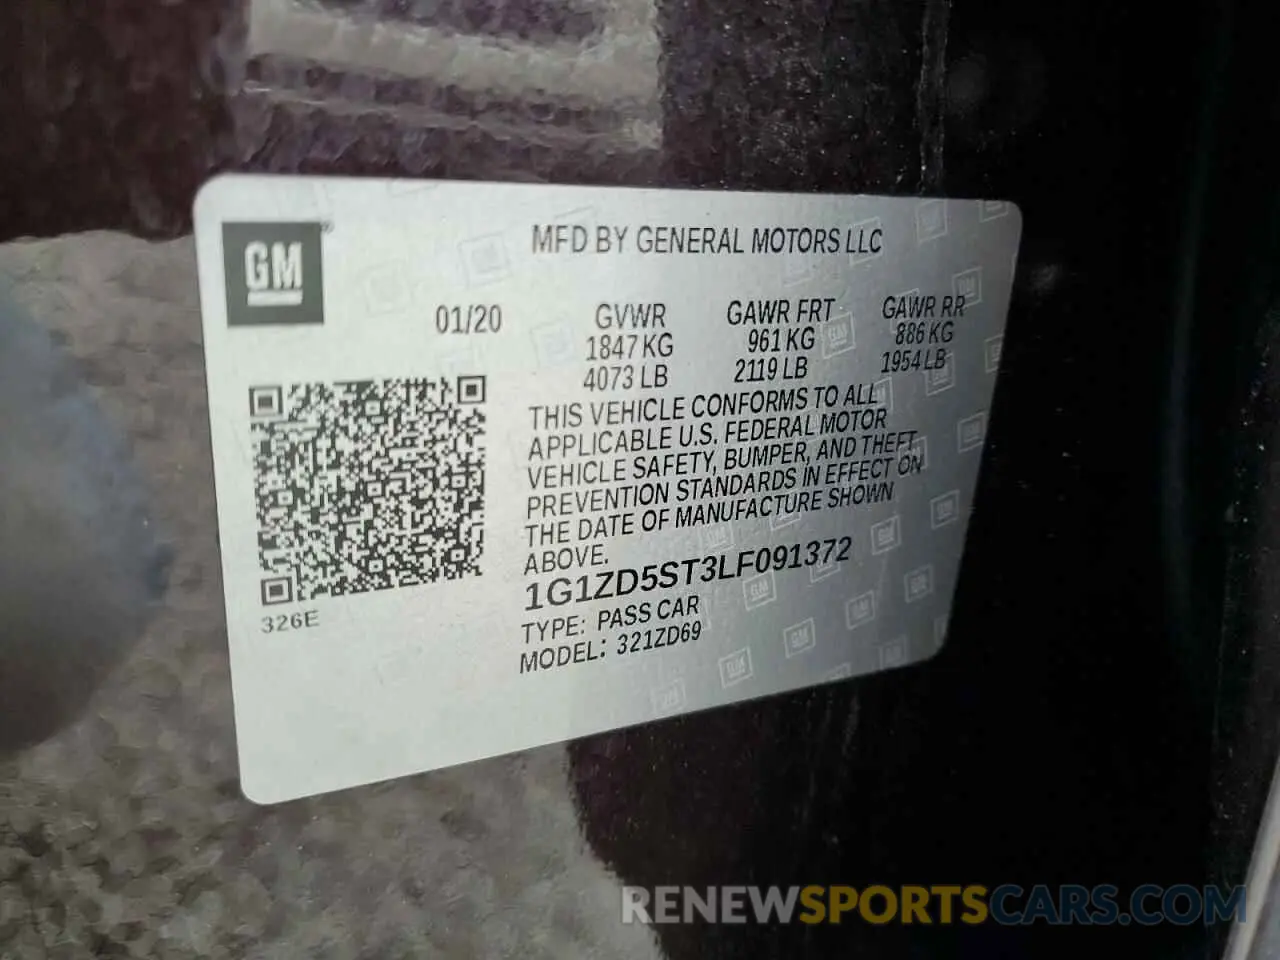 GM®
MFD BY GENERAL MOTORS LLC
01/20 GVWR GAWR FRT GAWR RR
1847 KG 961 KG 886 KG
4073 LB 2119 LB 1954 LB
THIS VEHICLE CONFORMS TO ALL
APPLICABLE U.S. FEDERAL MOTOR
VEHICLE SAFETY, BUMPER, AND THEFT
PREVENTION STANDARDS IN EFFECT ON
THE DATE OF MANUFACTURE SHOWN
ABOVE.
1G1ZD5ST3LF091372
TYPE: PASS CAR
MODEL: 321ZD69
326E
RENEWSPORTSCARS.COM